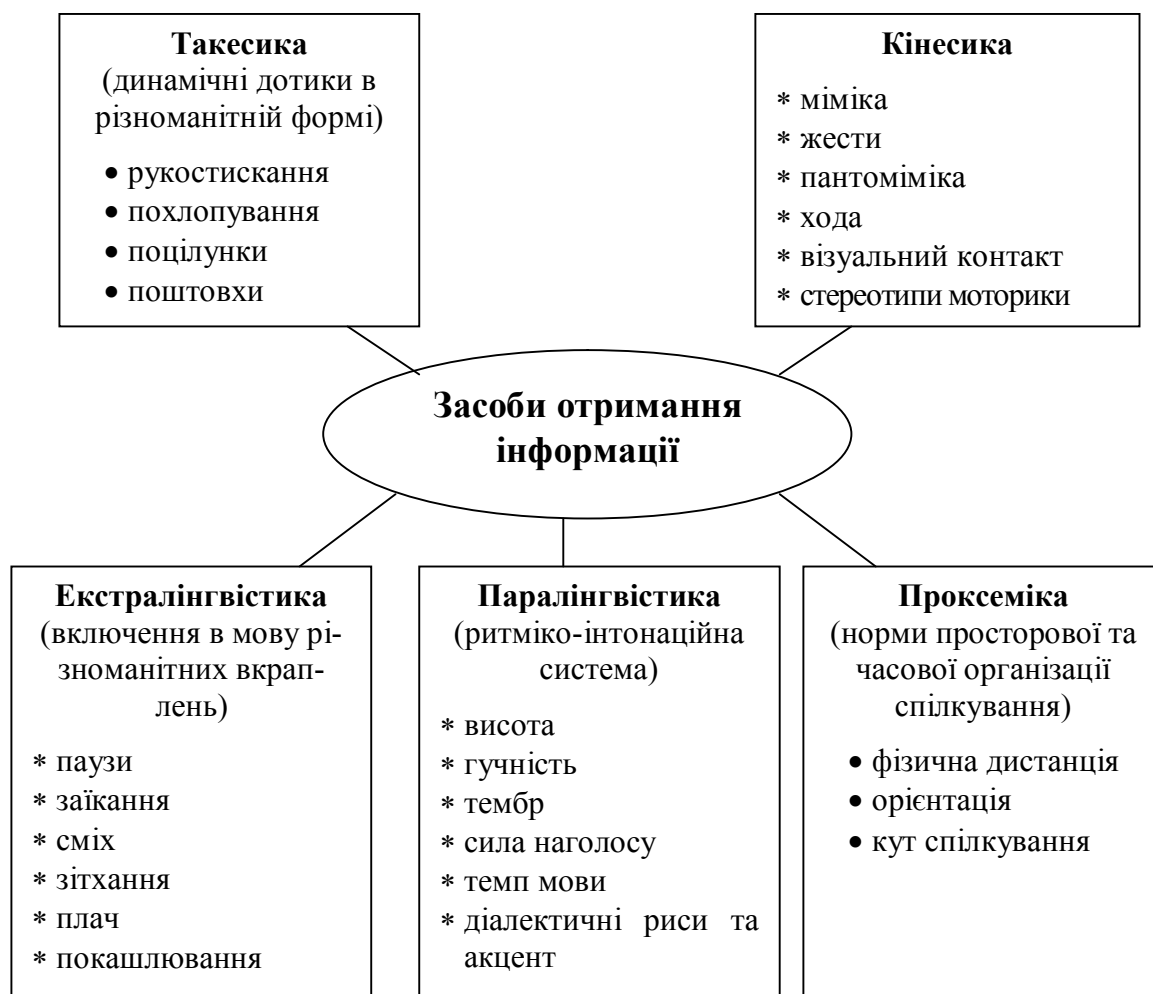 Такесика
(динамічні дотики в
різноманітній формі)
• рукостискання
• похлопування
• поцілунки
• поштовхи
Кінесика
* міміка
* жести
* пантоміміка
* хода
* візуальний контакт
* стереотипи моторики
Засоби отримання
інформації
Екстралінгвістика
(включення в мову рі-
зноманітних вкрап-
лень)
* паузи
* заїкання
* сміх
* зітхання
* плач
* покашлювання
Паралінгвістика
(ритміко-інтонаційна
система)
* висота
* гучність
* тембр
* сила наголосу
* темп мови
* діалектичні риси та
акцент
Проксеміка
(норми просторової та
часової організації
спілкування)
• фізична дистанція
• орієнтація
• кут спілкування